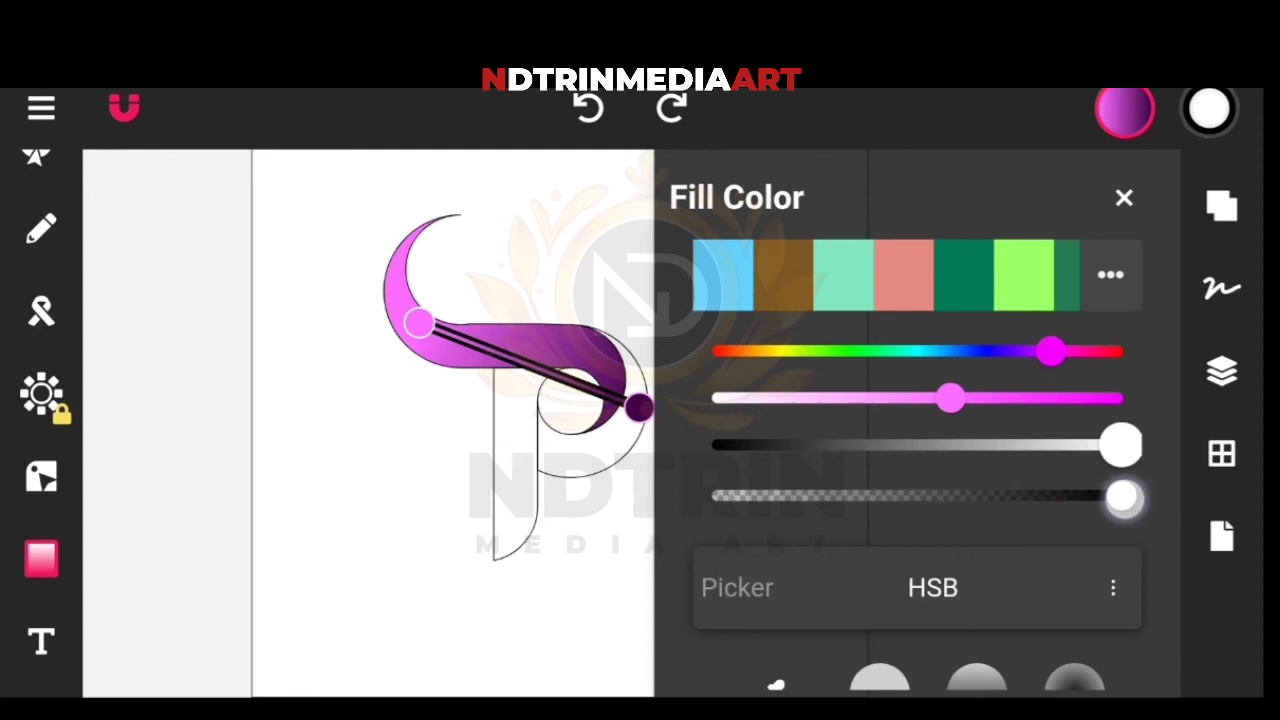 NDTRINMEDIAART
Fill Color
NDTRIN
MEDIA ART
Picker HSB